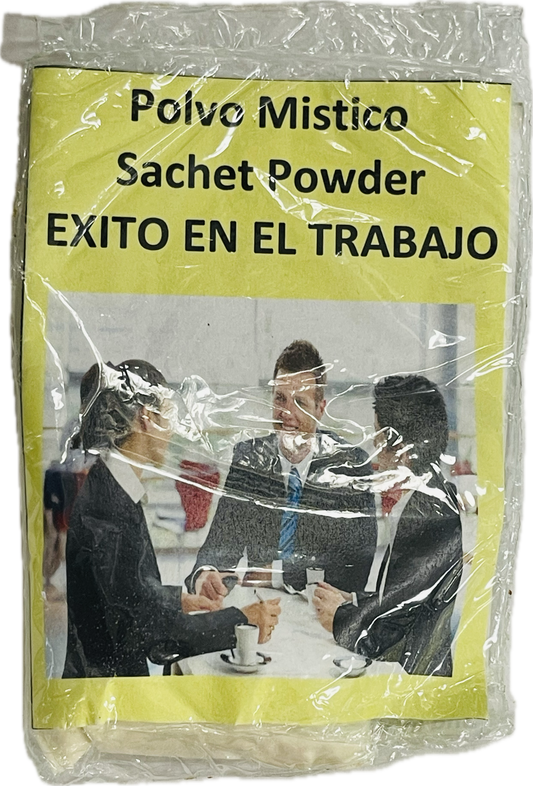 Polvo Mistico
Sachet Powder
EXITO EN EL TRABAJO